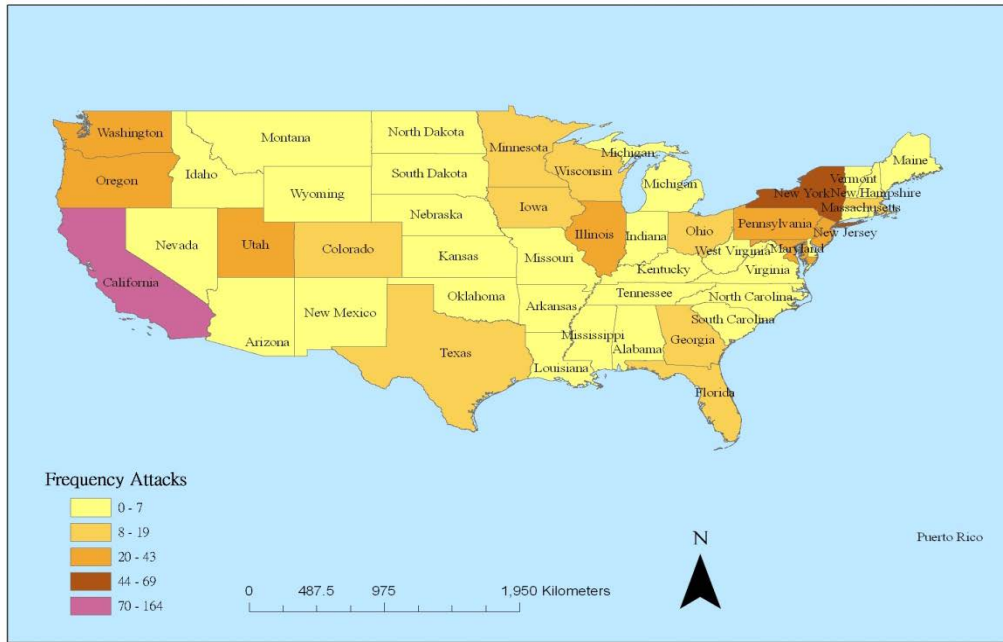 Washington
Montana
North Dakota
Minnesota
Michigan
Maine
Oregon
Idaho
South Dakota
Wisconsin
Vermont
Wyoming
Michigan
New York
New Hampshire
Massachusetts
Nebraska
Iowa
Pennsylvania
Nevada
Utah
Colorado
Illinois
Indiana
Ohio
New Jersey
Maryland
West Virginia
California
Kansas
Missouri
Kentucky
Virginia
Tennessee
North Carolina
Oklahoma
Arkansas
New Mexico
South Carolina
Arizona
Mississippi
Georgia
Alabama
Texas
Louisiana
Florida
Frequency Attacks
0 - 7
8 - 19
20 - 43
44 - 69
70 - 164
N
Puerto Rico
0 487.5 975 1,950 Kilometers